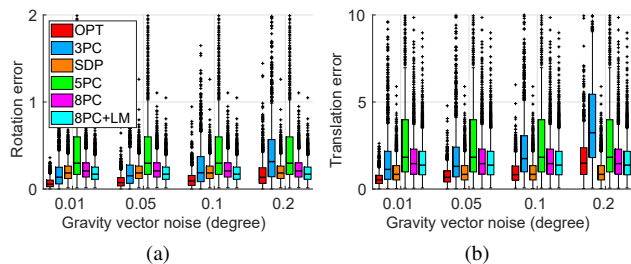 2
1
0
Rotation error
OPT
3PC
SDP
5PC
8PC
8PC+LM
0.01 0.05 0.1 0.2
Gravity vector noise (degree)
(a)
10
5
0
Translation error
0.01 0.05 0.1 0.2
Gravity vector noise (degree)
(b)